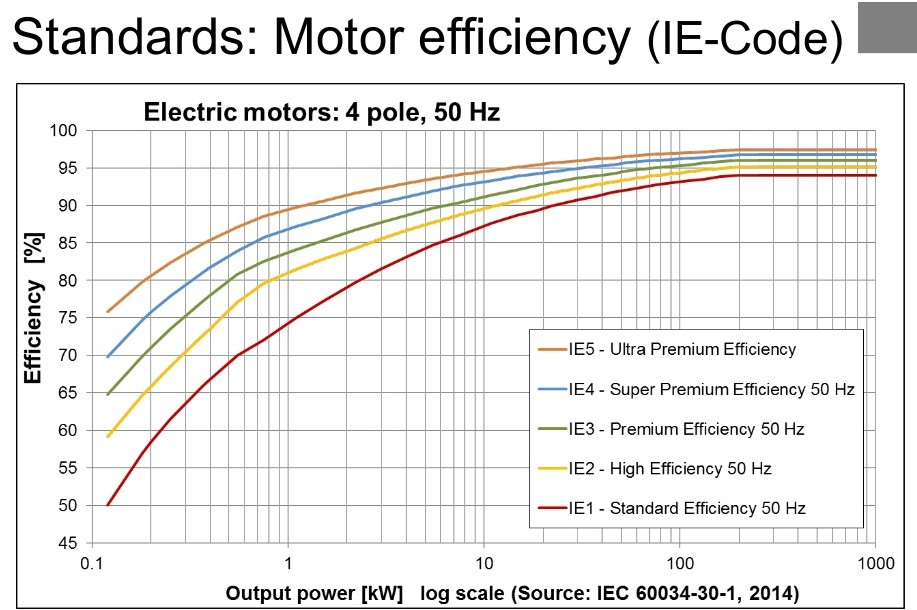 Standards: Motor efficiency (IE-Code)
Electric motors: 4 pole, 50 Hz
Efficiency [%]
100
95
90
85
80
75
70
65
60
55
50
45
IE5 - Ultra Premium Efficiency
IE4 - Super Premium Efficiency 50 Hz
IE3 - Premium Efficiency 50 Hz
IE2 - High Efficiency 50 Hz
IE1 - Standard Efficiency 50 Hz
0.1 1 10 100 1000
Output power [kW] log scale (Source: IEC 60034-30-1, 2014)